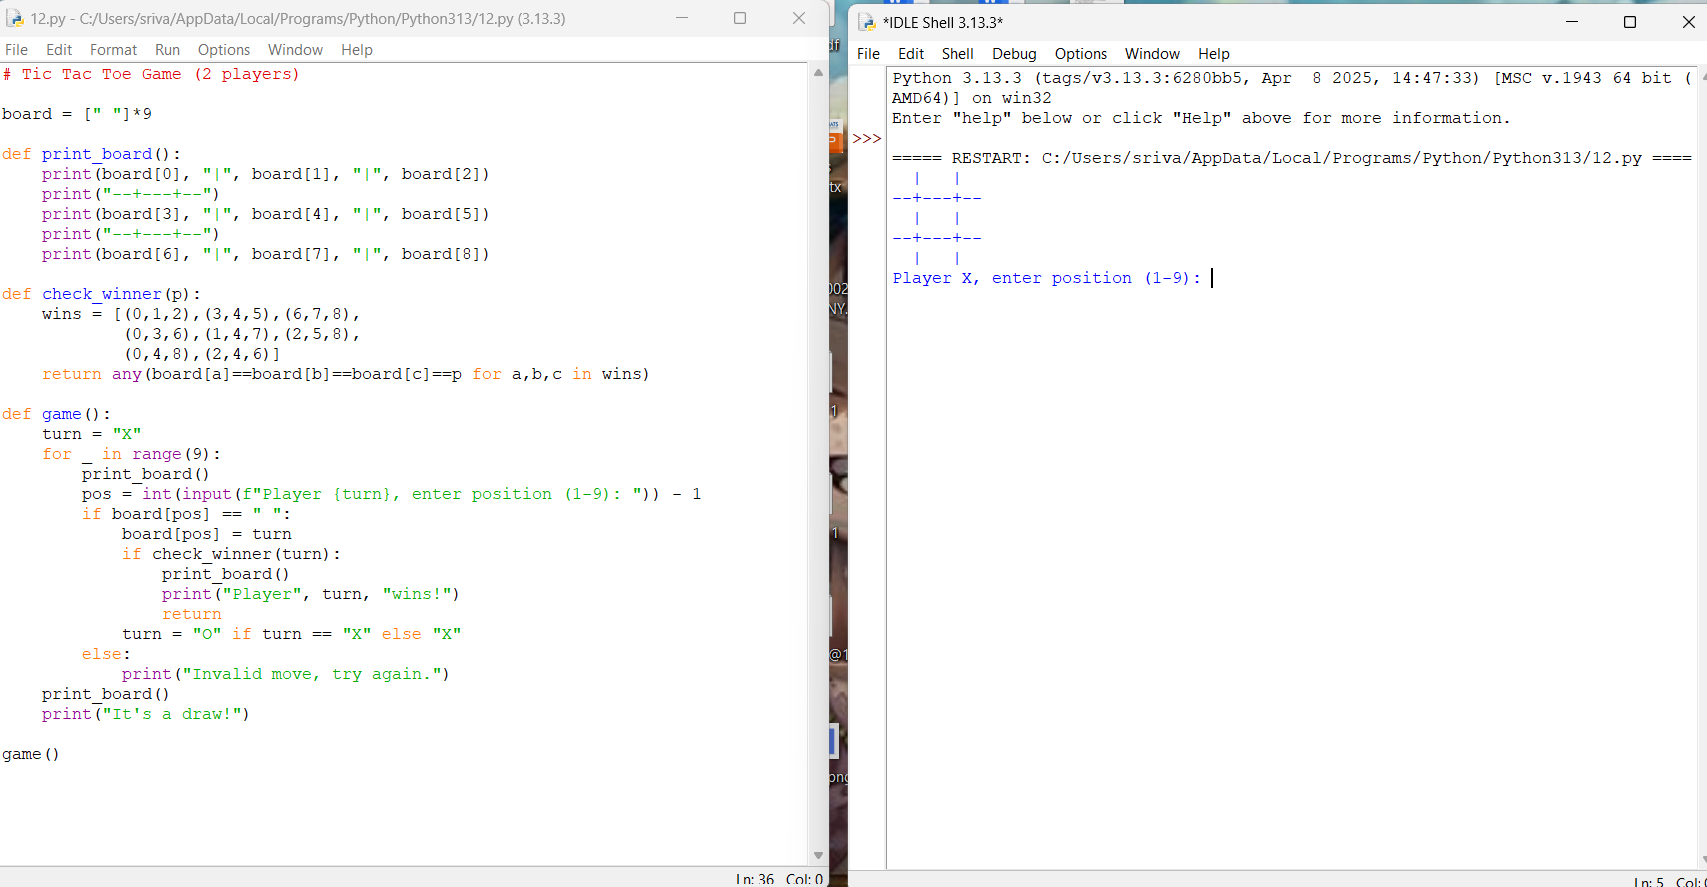 12.py - C:/Users/sriva/AppData/Local/Programs/Python/Python313/12.py (3.13.3)
File Edit Format Run Options Window Help
# Tic Tac Toe Game (2 players)

board = [" "]*9

def print_board():
    print(board[0], "|", board[1], "|", board[2])
    print("--+---+--")
    print(board[3], "|", board[4], "|", board[5])
    print("--+---+--")
    print(board[6], "|", board[7], "|", board[8])

def check_winner(p):
    wins = [(0,1,2),(3,4,5),(6,7,8),
            (0,3,6),(1,4,7),(2,5,8),
            (0,4,8),(2,4,6)]
    return any(board[a]==board[b]==board[c]==p for a,b,c in wins)

def game():
    turn = "X"
    for _ in range(9):
        print_board()
        pos = int(input(f"Player {turn}, enter position (1-9): ")) - 1
        if board[pos] == " ":
            board[pos] = turn
            if check_winner(turn):
                print_board()
                print("Player", turn, "wins!")
                return
            turn = "O" if turn == "X" else "X"
        else:
            print("Invalid move, try again.")
    print_board()
    print("It's a draw!")

game()
Ln: 36 Col: 0
*IDLE Shell 3.13.3*
File Edit Shell Debug Options Window Help
Python 3.13.3 (tags/v3.13.3:6280bb5, Apr  8 2025, 14:47:33) [MSC v.1943 64 bit (
AMD64)] on win32
Enter "help" below or click "Help" above for more information.
>>>
===== RESTART: C:/Users/sriva/AppData/Local/Programs/Python/Python313/12.py ====
  |   |
--+---+--
  |   |
--+---+--
  |   |
Player X, enter position (1-9):
Ln: 5 Col: